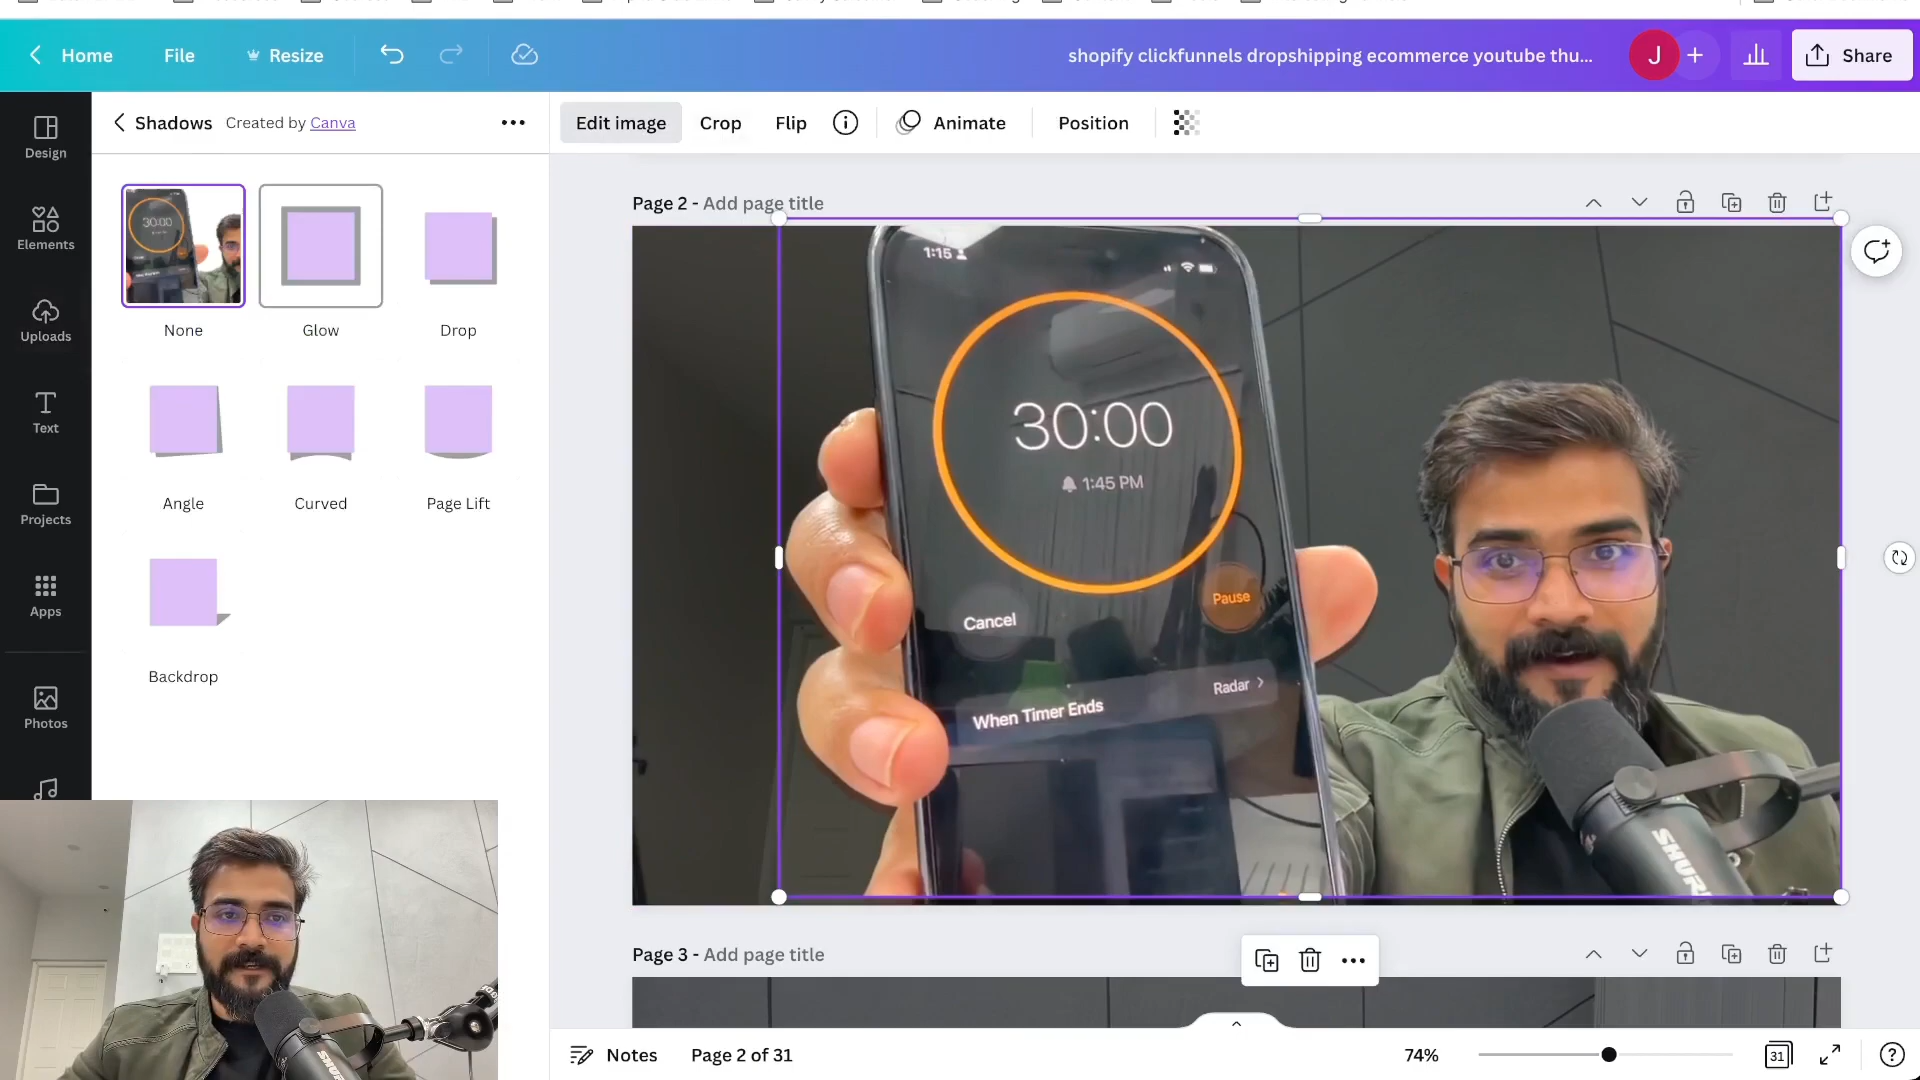 Home
File
Resize
shopify clickfunnels dropshipping ecommerce youtube thu...
J
Share
Shadows Created by Canva
Edit image
Crop
Flip
Animate
Position
Design
Elements
Uploads
Text
Projects
Apps
Photos
None
Glow
Drop
Angle
Curved
Page Lift
Backdrop
Page 2 - Add page title
1:15
30:00
1:45 PM
Cancel
Pause
When Timer Ends
Radar
SHURE
Page 3 - Add page title
Notes
Page 2 of 31
74%
31